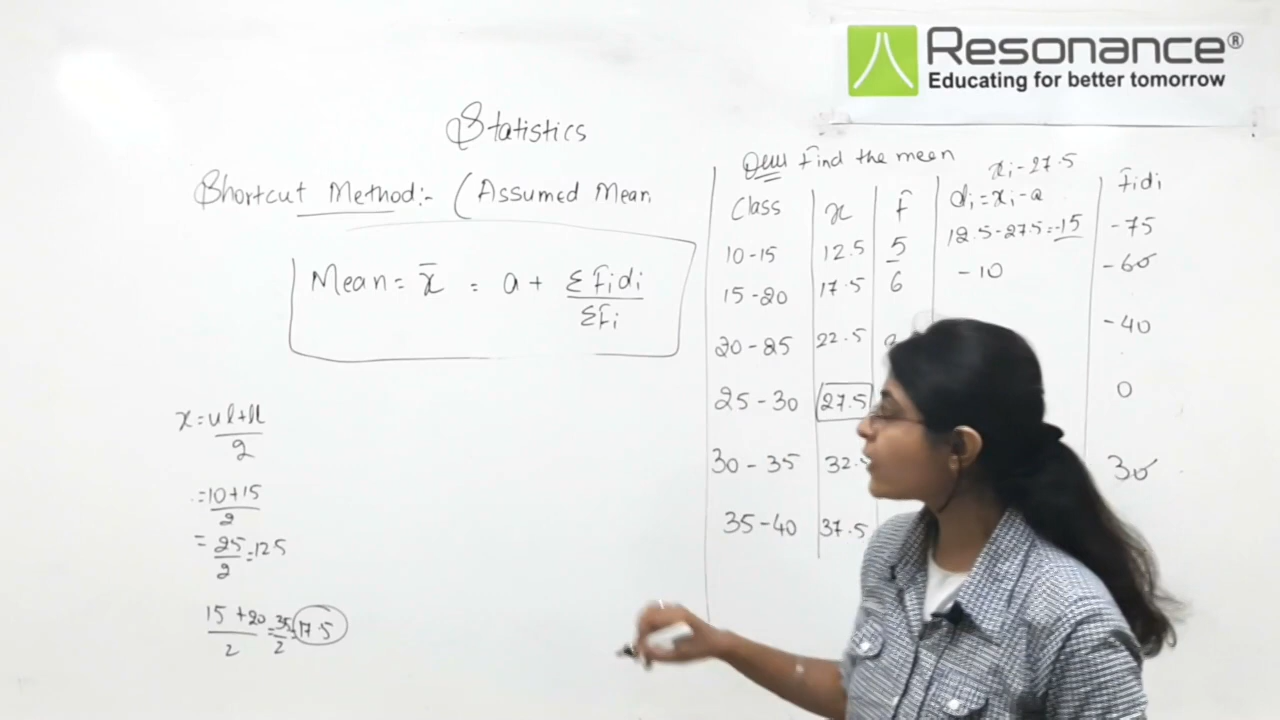 Resonance®
Educating for better tomorrow
Statistics
Shortcut Method:- (Assumed Mean
Mean = x̄ = a + Σfidi
Σfi
x = ul+ll
2
= 10+15
2
= 25 = 125
2
15+20 = 35 = 17.5
2 2
Ques Find the mean
xi-27.5
Class x f di=xi-a fidi
10-15 12.5 5 12.5-27.5=-15 -75
15-20 17.5 6 -10 -60
20-25 22.5 -40
25-30 27.5 0
30-35 32. 30
35-40 37.5